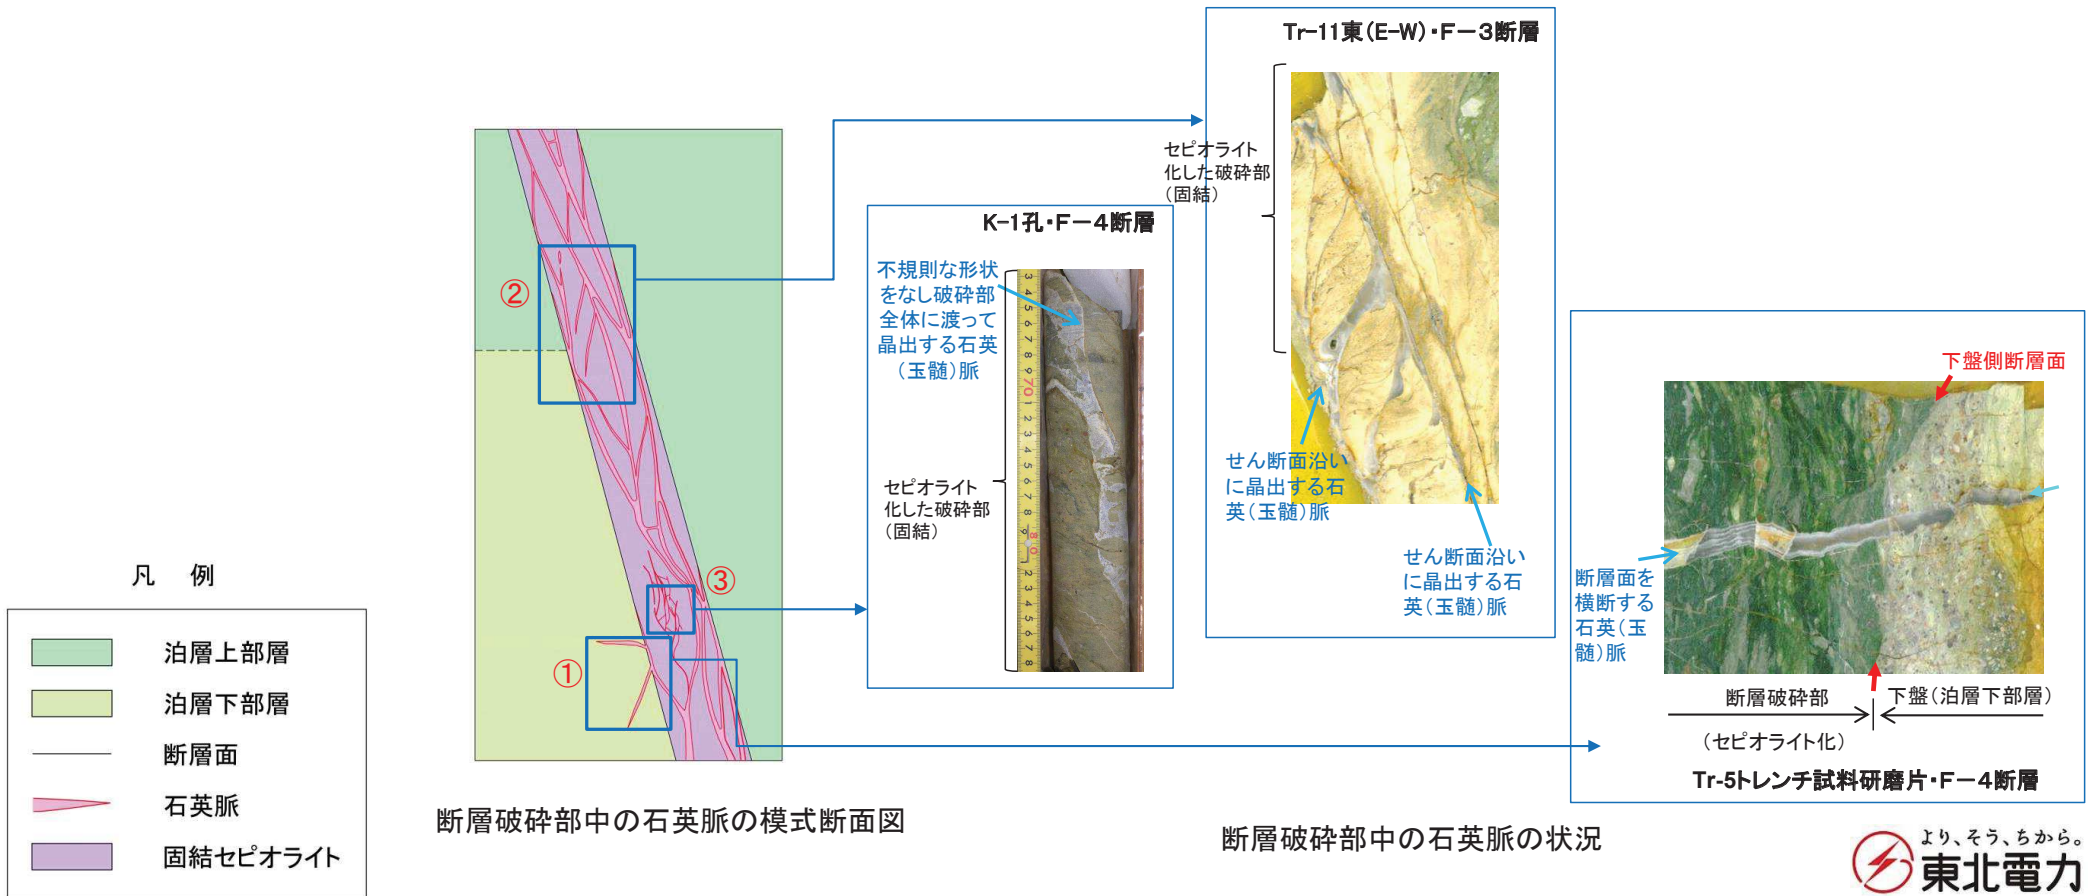 Tr-11東(E-W)・F−3断層
セピオライト
化した破砕部
(固結)
せん断面沿い
に晶出する石
英(玉髄)脈
せん断面沿い
に晶出する石
英(玉髄)脈
K-1孔・F−4断層
不規則な形状
をなし破砕部
全体に渡って
晶出する石英
(玉髄)脈
セピオライト
化した破砕部
(固結)
②
③
①
下盤側断層面
断層面を
横断する
石英(玉
髄)脈
断層破砕部
下盤(泊層下部層)
(セピオライト化)
Tr-5トレンチ試料研磨片・F−4断層
凡 例
泊層上部層
泊層下部層
断層面
石英脈
固結セピオライト
断層破砕部中の石英脈の模式断面図
断層破砕部中の石英脈の状況
より、そう、ちから。
東北電力